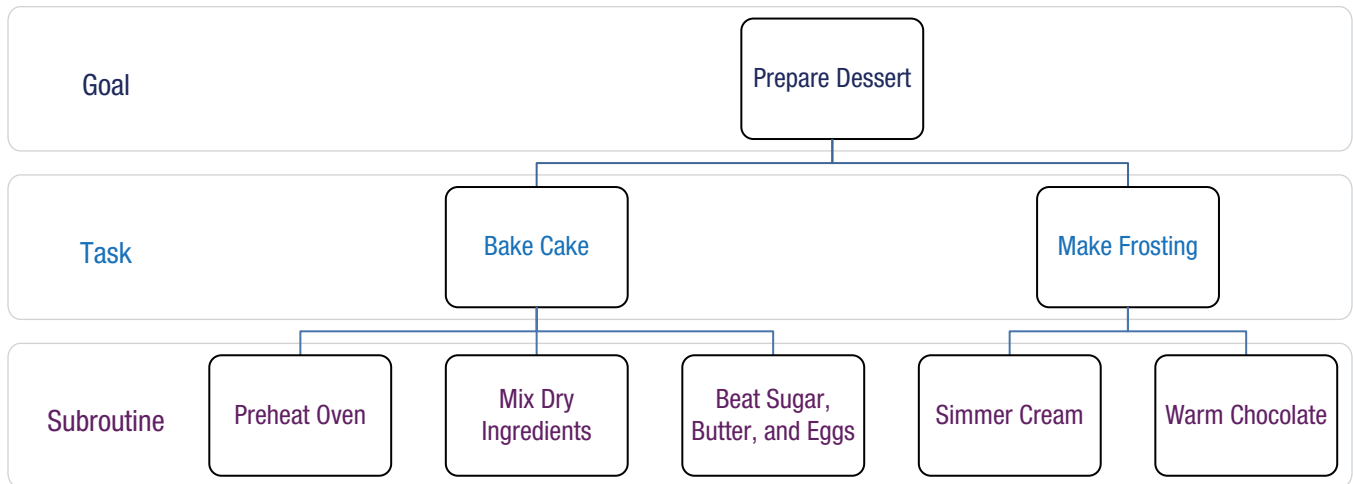 Goal
Prepare Dessert
Task
Bake Cake
Make Frosting
Subroutine
Preheat Oven
Mix Dry
Ingredients
Beat Sugar,
Butter, and Eggs
Simmer Cream
Warm Chocolate